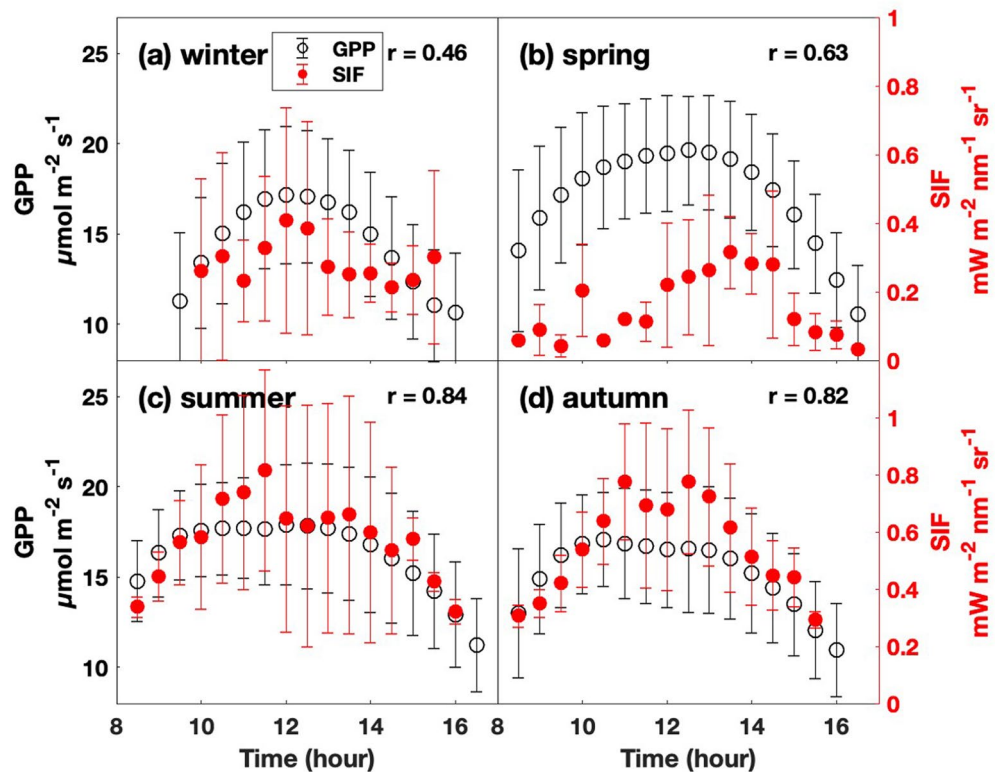 (a) winter
GPP
SIF
r = 0.46
(b) spring
r = 0.63
25
20
15
10
GPP
µmol m⁻² s⁻¹
1
0.8
0.6
0.4
0.2
0
SIF
mW m⁻² nm⁻¹ sr⁻¹
(c) summer
r = 0.84
(d) autumn
r = 0.82
25
20
15
10
GPP
µmol m⁻² s⁻¹
1
0.8
0.6
0.4
0.2
0
SIF
mW m⁻² nm⁻¹ sr⁻¹
8 10 12 14 16
Time (hour)
8 10 12 14 16
Time (hour)